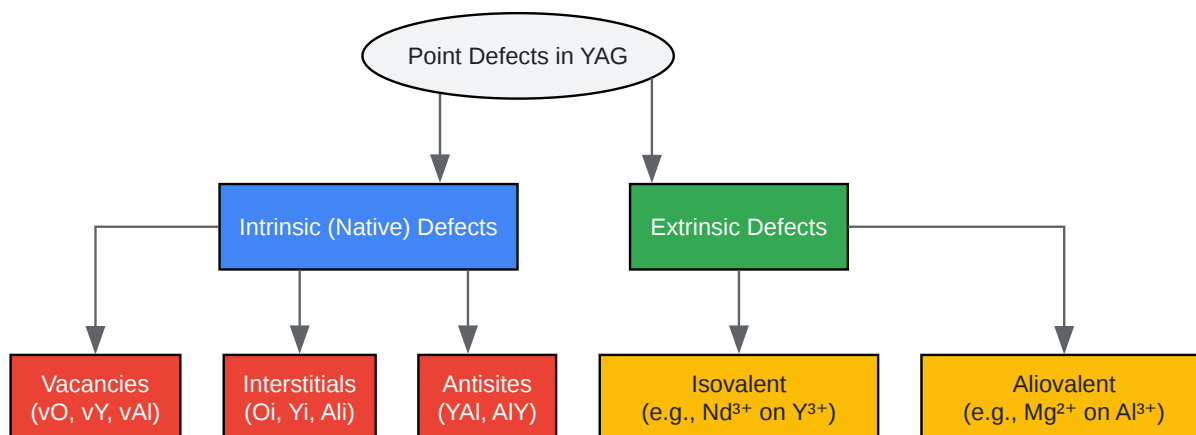 Point Defects in YAG
Intrinsic (Native) Defects
Extrinsic Defects
Vacancies
(vO, vY, vAl)
Interstitials
(Oi, Yi, Ali)
Antisites
(YAl, AlY)
Isovalent
(e.g., Nd³⁺ on Y³⁺)
Aliovalent
(e.g., Mg²⁺ on Al³⁺)